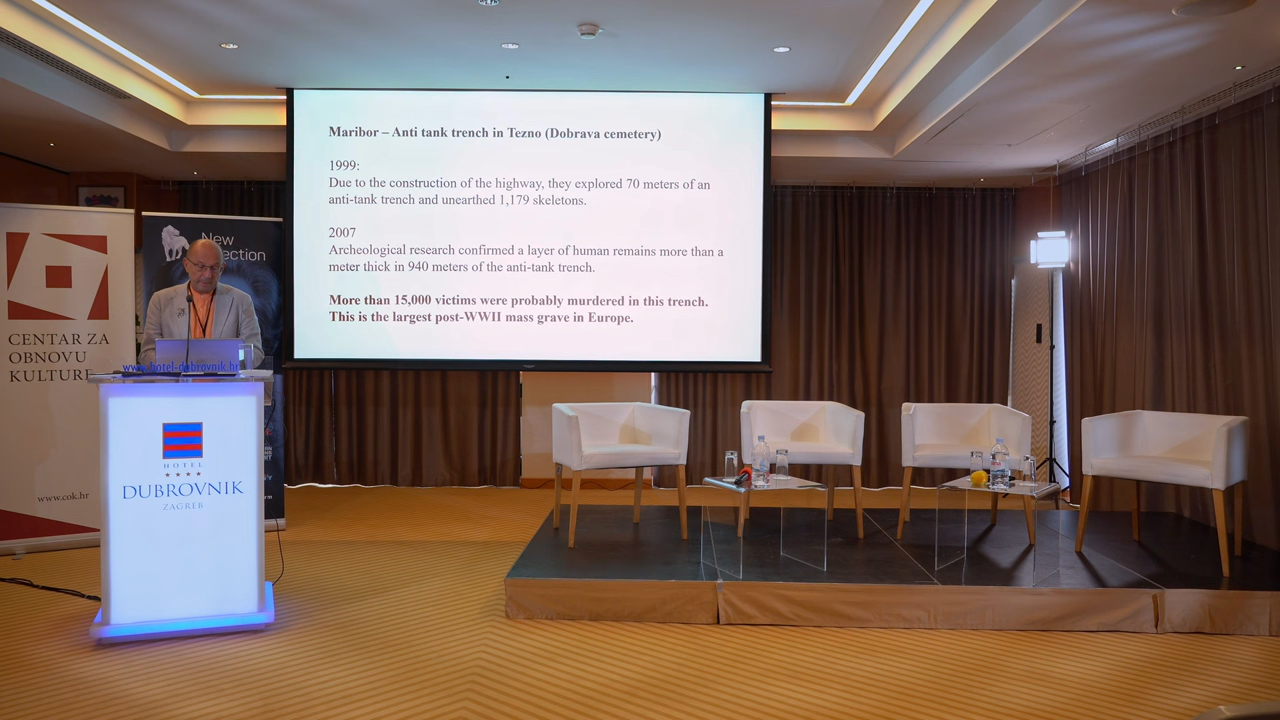 Maribor – Anti tank trench in Tezno (Dobrava cemetery)
1999:
Due to the construction of the highway, they explored 70 meters of an
anti-tank trench and unearthed 1,179 skeletons.
2007
Archeological research confirmed a layer of human remains more than a
meter thick in 940 meters of the anti-tank trench.
More than 15,000 victims were probably murdered in this trench.
This is the largest post-WWII mass grave in Europe.
CENTAR ZA
OBNOVU
KULTURE
www.cok.hr
New
www.hotel-dubrovnik.hr
HOTEL
DUBROVNIK
ZAGREB